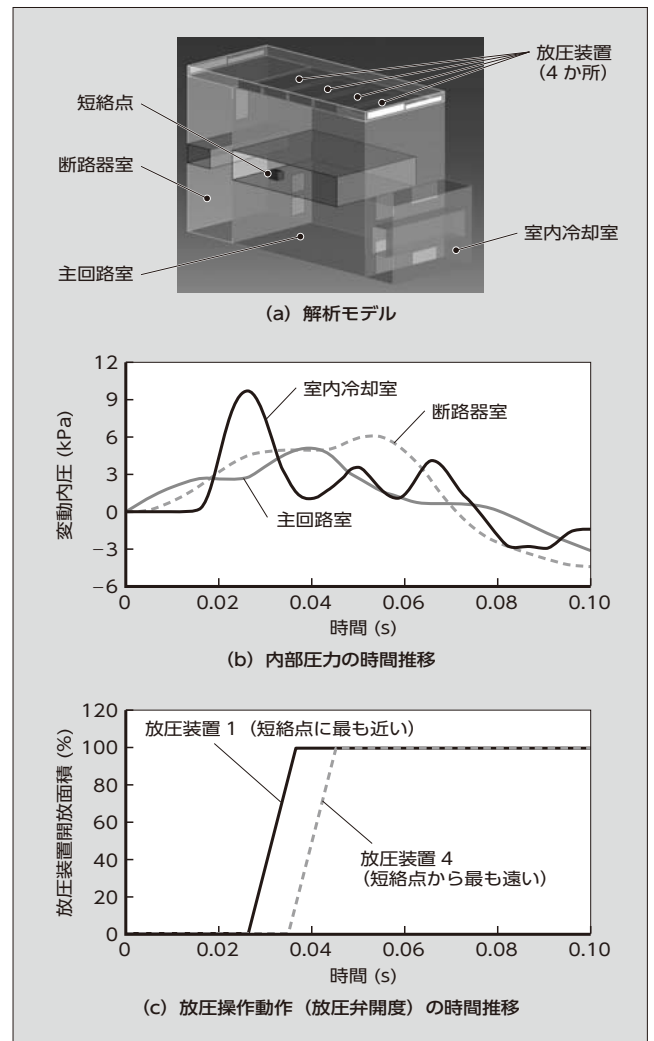 放圧装置
(4 か所)
短絡点
断路器室
主回路室
室内冷却室
(a) 解析モデル
12
9
6
3
0
−3
−6
変動内圧 (kPa)
室内冷却室
断路器室
主回路室
0
0.02
0.04
0.06
0.08
0.10
時間 (s)
(b) 内部圧力の時間推移
120
100
80
60
40
20
0
放圧装置開放面積 (%)
放圧装置 1 (短絡点に最も近い)
放圧装置 4
(短絡点から最も遠い)
0
0.02
0.04
0.06
0.08
0.10
時間 (s)
(c) 放圧操作動作 (放圧弁開度) の時間推移